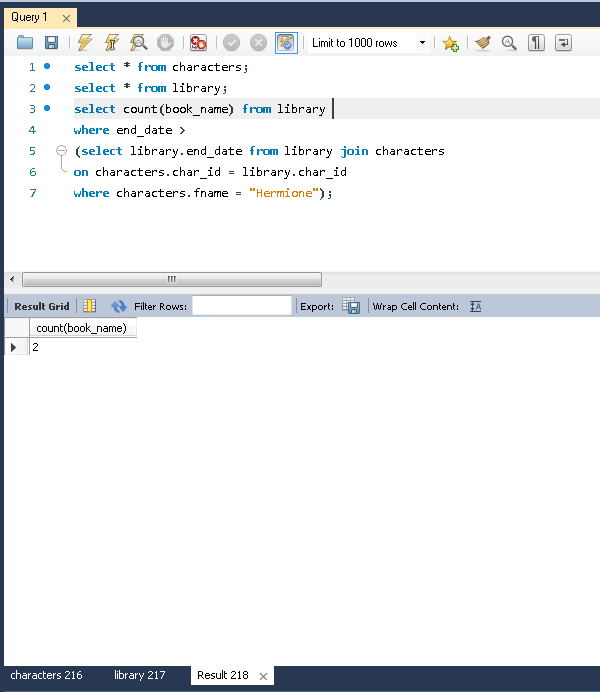 Query 1
Limit to 1000 rows
1 select * from characters;
2 select * from library;
3 select count(book_name) from library
4 where end_date >
5 (select library.end_date from library join characters
6 on characters.char_id = library.char_id
7 where characters.fname = "Hermione");
Result Grid Filter Rows: Export: Wrap Cell Content:
count(book_name)
2
characters 216 library 217 Result 218